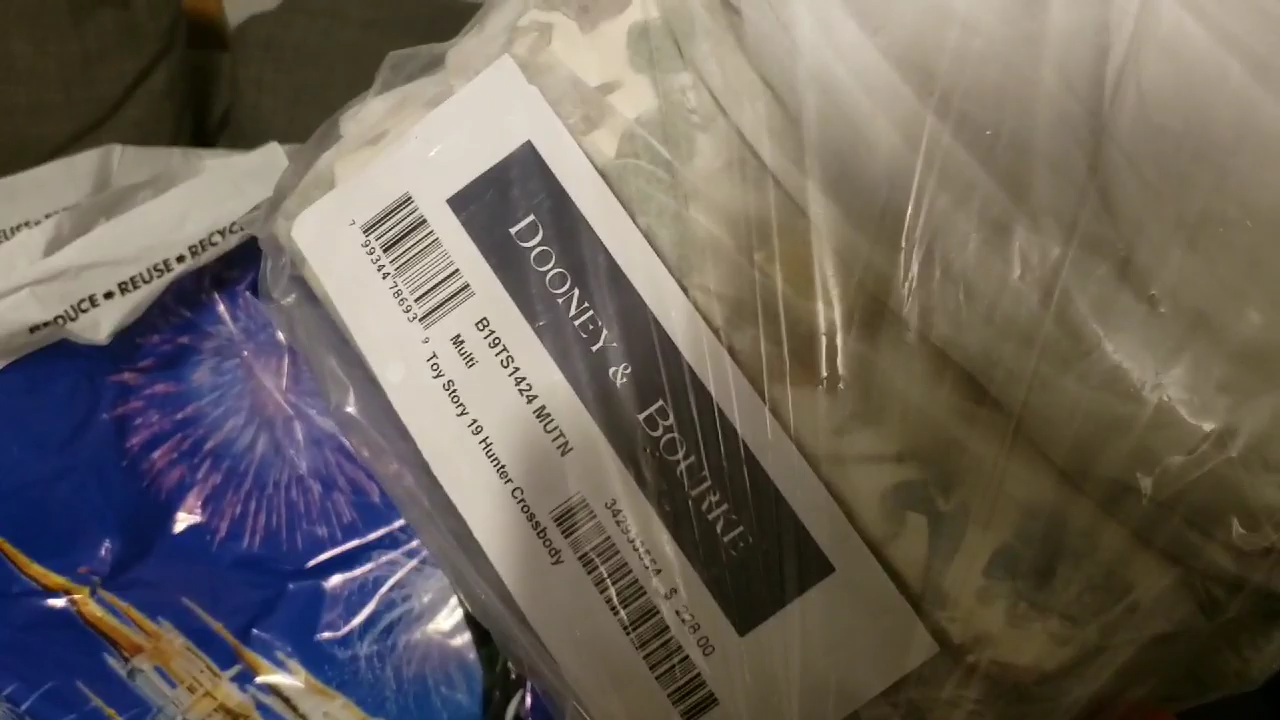 DOONEY & BOURKE
B19TS1424 MUTN
Multi
Toy Story 19 Hunter Crossbody
7 99344 78693 9
$ 228.00
REDUCE • REUSE • RECYC